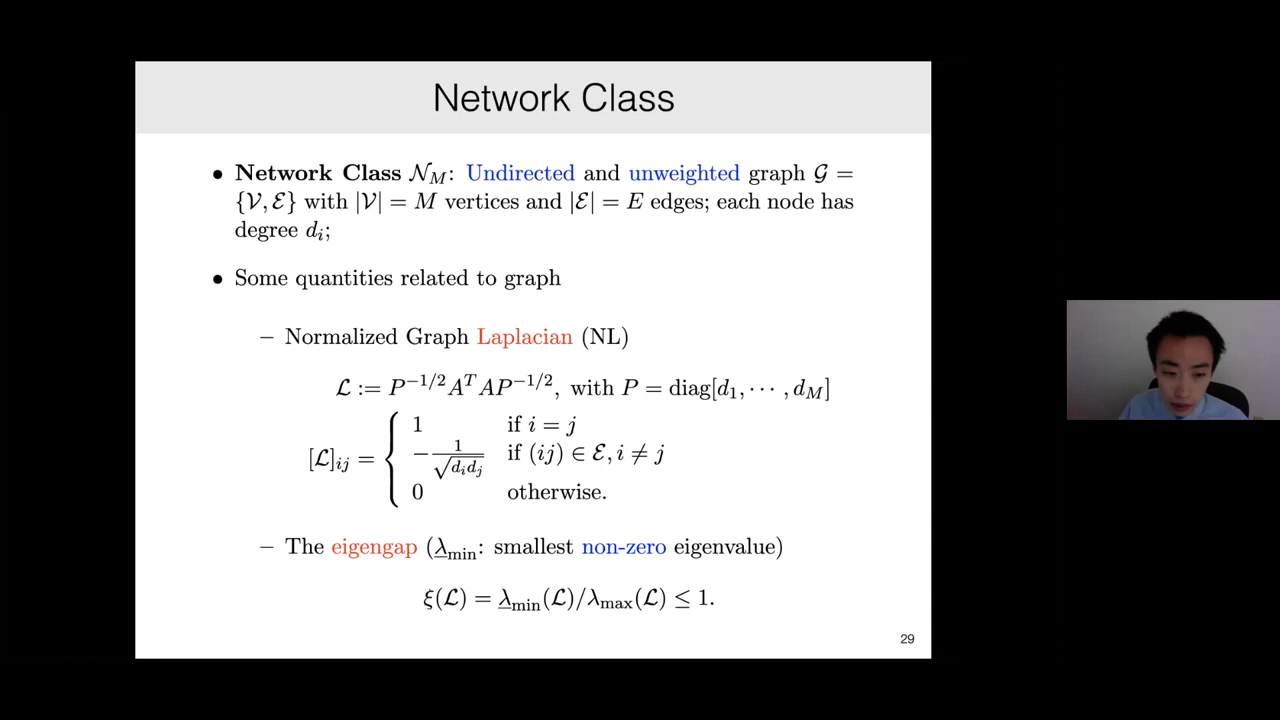 Network Class
• Network Class 𝒩_M: Undirected and unweighted graph 𝒢 =
{𝒱, ℰ} with |𝒱| = M vertices and |ℰ| = E edges; each node has
degree d_i;
• Some quantities related to graph
– Normalized Graph Laplacian (NL)
ℒ := P^{-1/2} A^T A P^{-1/2}, with P = diag[d_1, ⋯ , d_M]
[ℒ]_{ij} = { 1 if i = j
−1/√(d_i d_j) if (ij) ∈ ℰ, i ≠ j
0 otherwise.
– The eigengap (λ̲_min: smallest non-zero eigenvalue)
ξ(ℒ) = λ̲_min(ℒ)/λ_max(ℒ) ≤ 1.
29